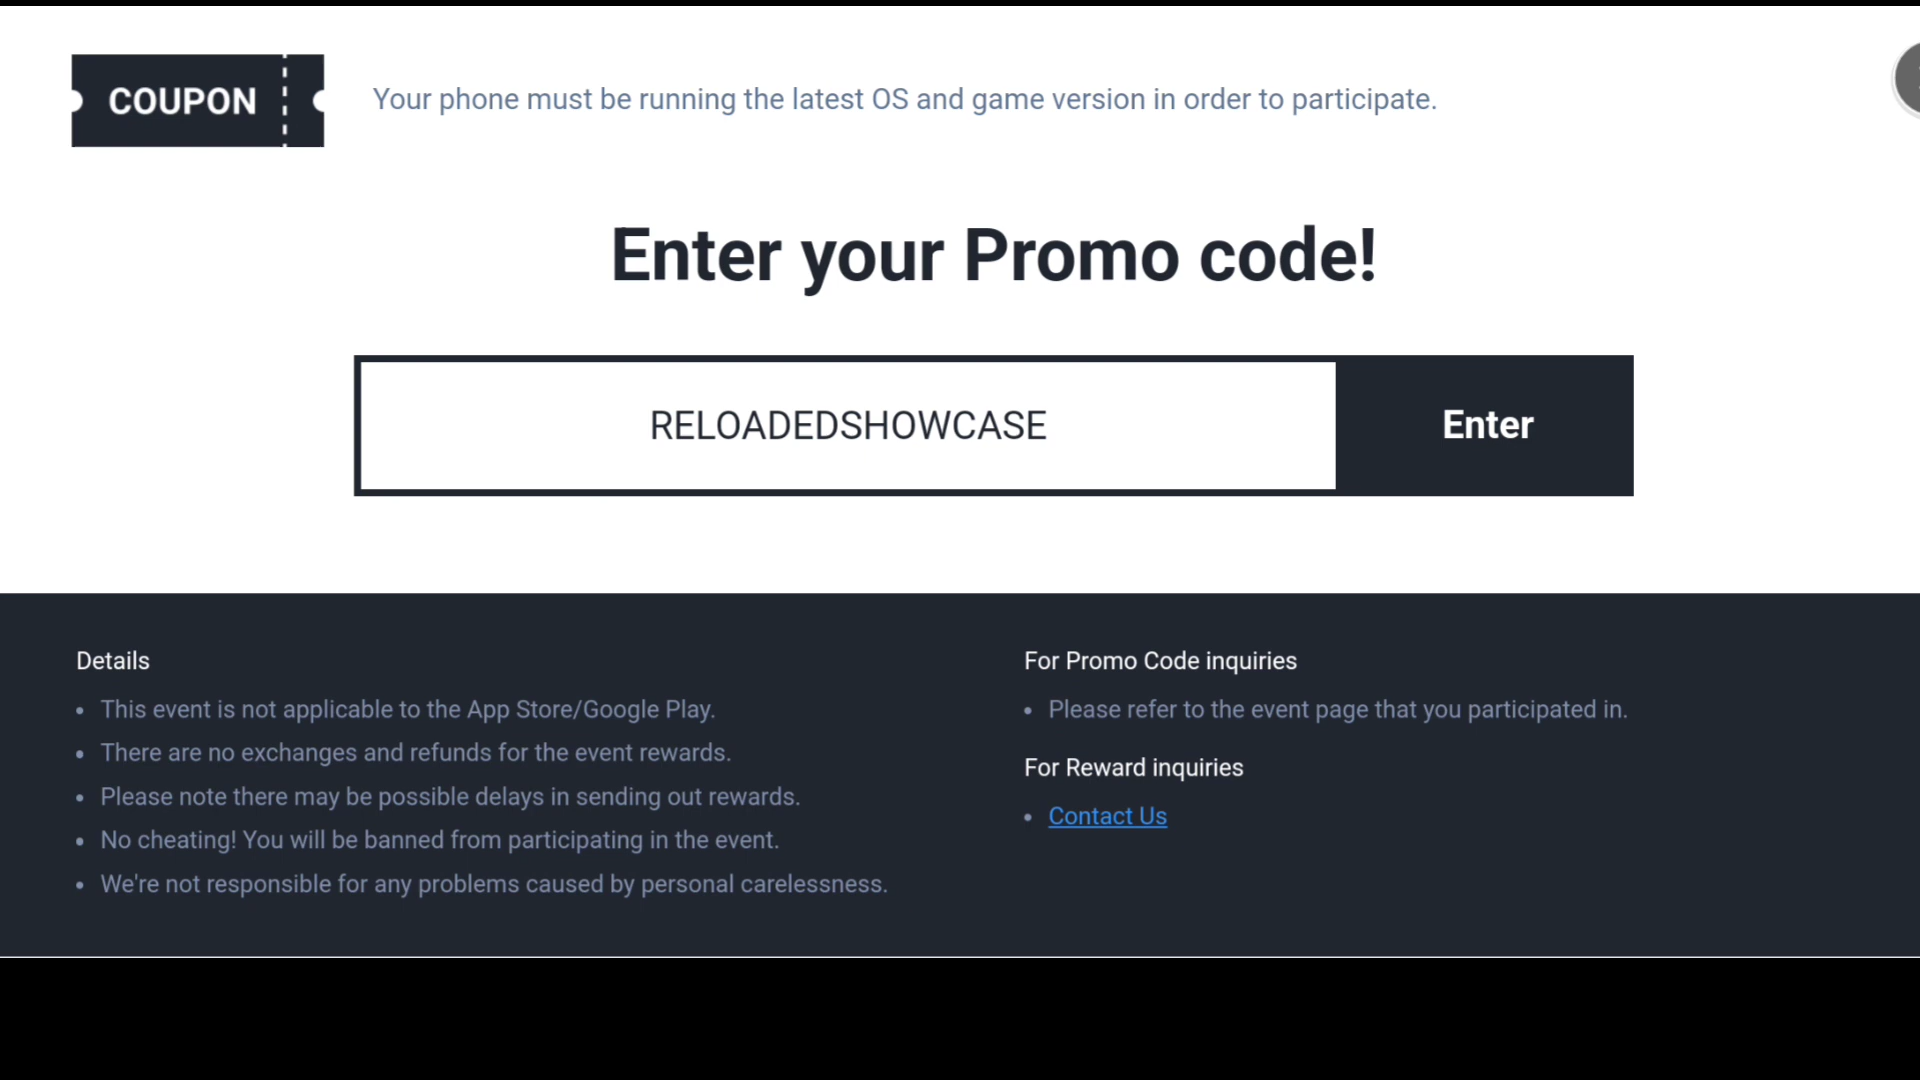 COUPON
Your phone must be running the latest OS and game version in order to participate.
Enter your Promo code!
RELOADEDSHOWCASE
Enter
Details
• This event is not applicable to the App Store/Google Play.
• There are no exchanges and refunds for the event rewards.
• Please note there may be possible delays in sending out rewards.
• No cheating! You will be banned from participating in the event.
• We're not responsible for any problems caused by personal carelessness.
For Promo Code inquiries
• Please refer to the event page that you participated in.
For Reward inquiries
• Contact Us